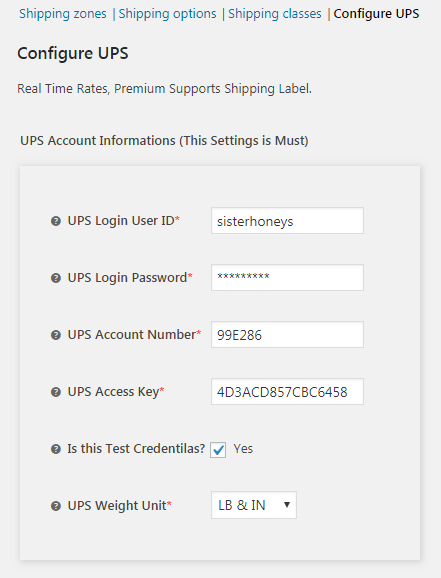 Shipping zones | Shipping options | Shipping classes | Configure UPS
Configure UPS
Real Time Rates, Premium Supports Shipping Label.
UPS Account Informations (This Settings is Must)
? UPS Login User ID* sisterhoneys
? UPS Login Password* *********
? UPS Account Number* 99E286
? UPS Access Key* 4D3ACD857CBC6458
? Is this Test Credentilas? Yes
? UPS Weight Unit* LB & IN